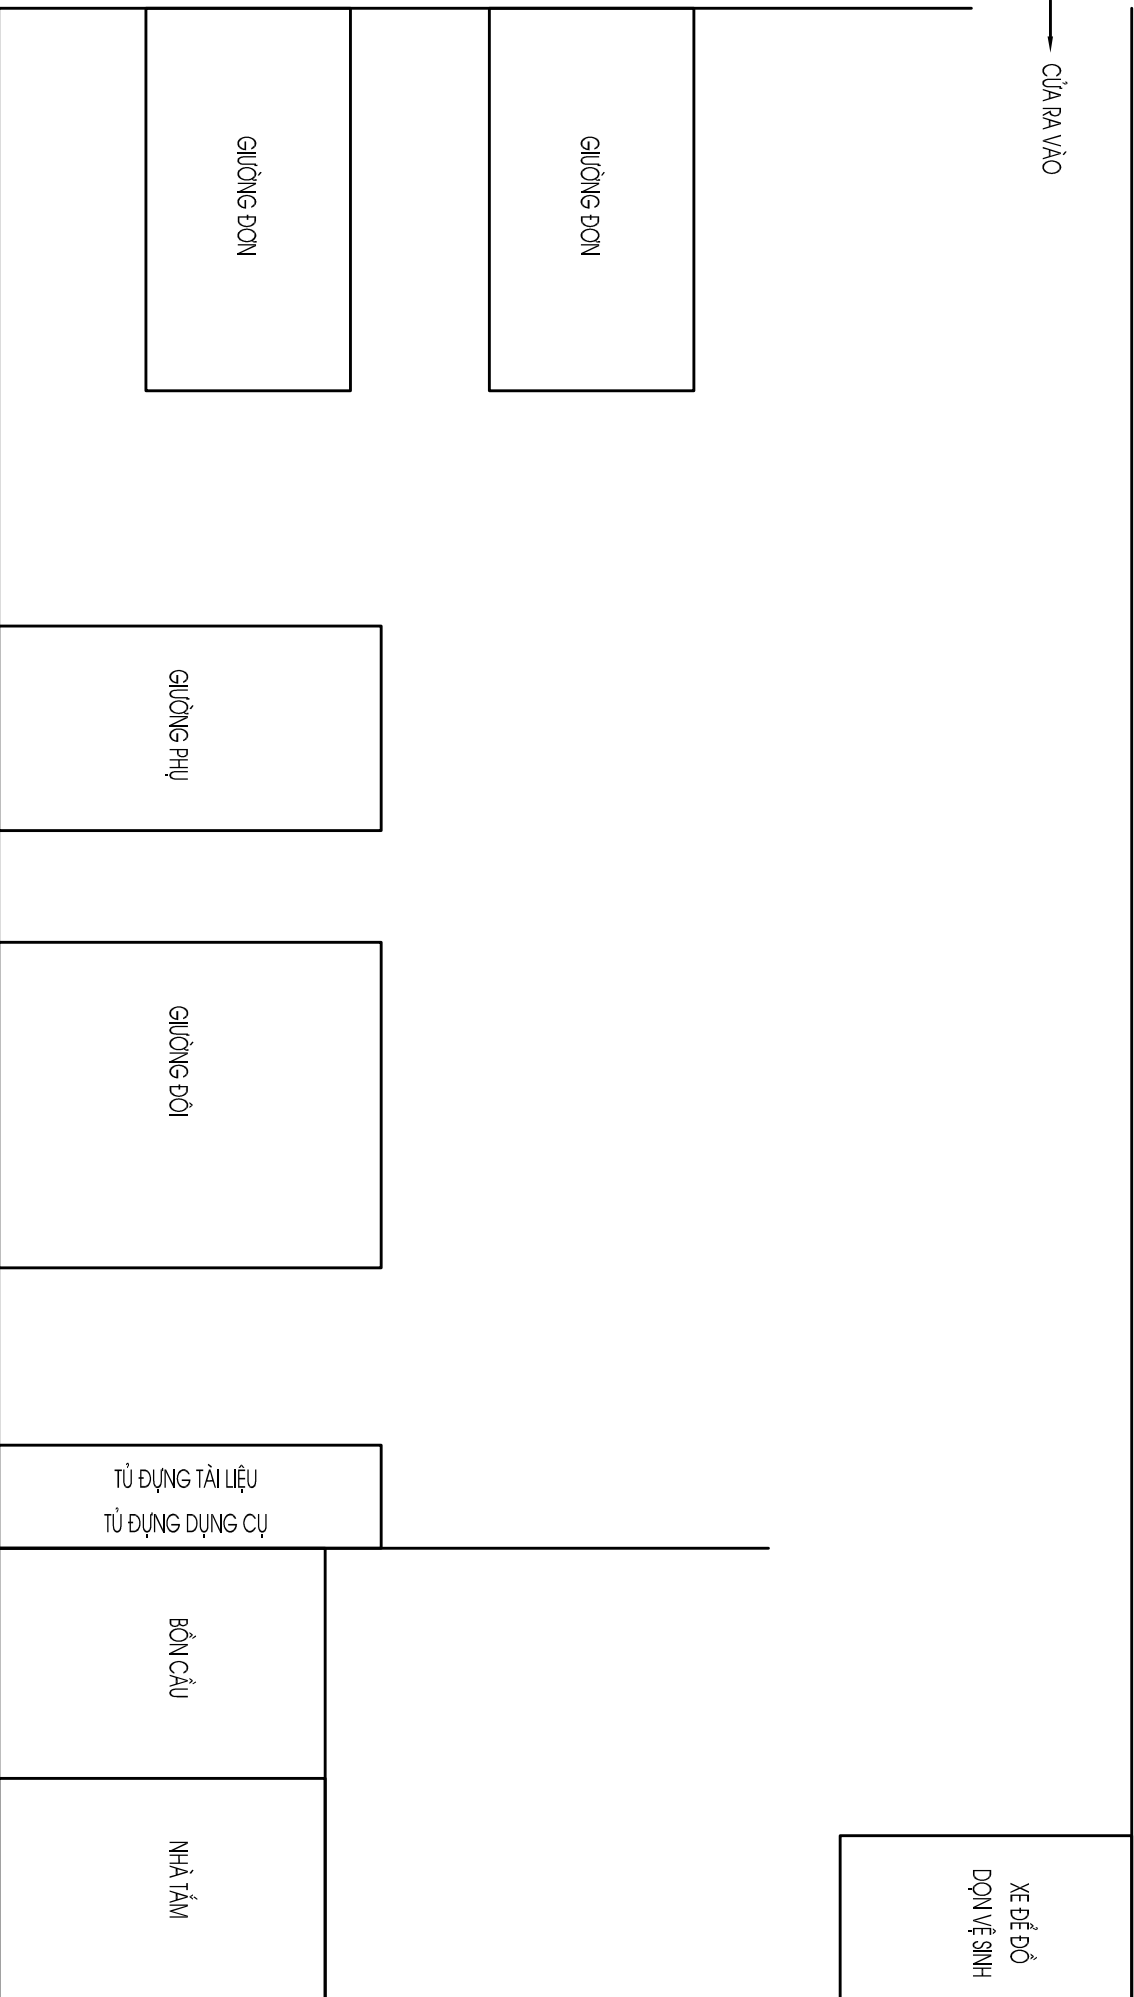 CỬA RA VÀO
GIƯỜNG ĐƠN
GIƯỜNG ĐƠN
GIƯỜNG PHỤ
GIƯỜNG ĐÔI
TỦ ĐỰNG TÀI LIỆU
TỦ ĐỰNG DỤNG CỤ
BỒN CẦU
NHÀ TẮM
XE ĐỂ ĐỒ
DỌN VỆ SINH